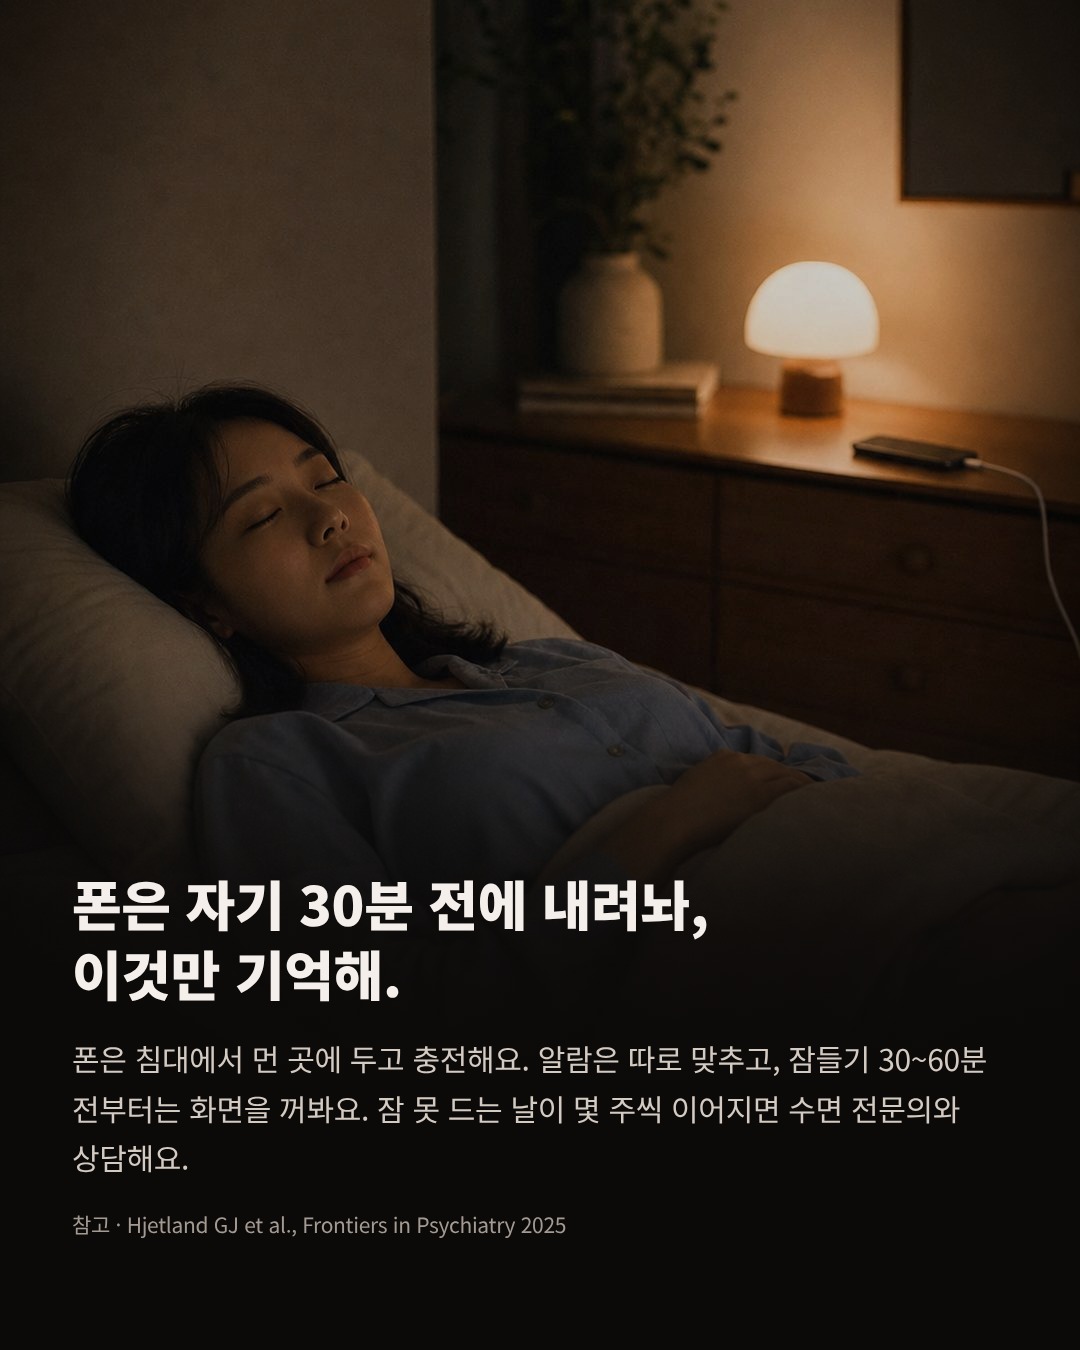 폰은 자기 30분 전에 내려놔,
이것만 기억해.
폰은 침대에서 먼 곳에 두고 충전해요. 알람은 따로 맞추고, 잠들기 30~60분
전부터는 화면을 꺼봐요. 잠 못 드는 날이 몇 주씩 이어지면 수면 전문의와
상담해요.
참고 · Hjetland GJ et al., Frontiers in Psychiatry 2025